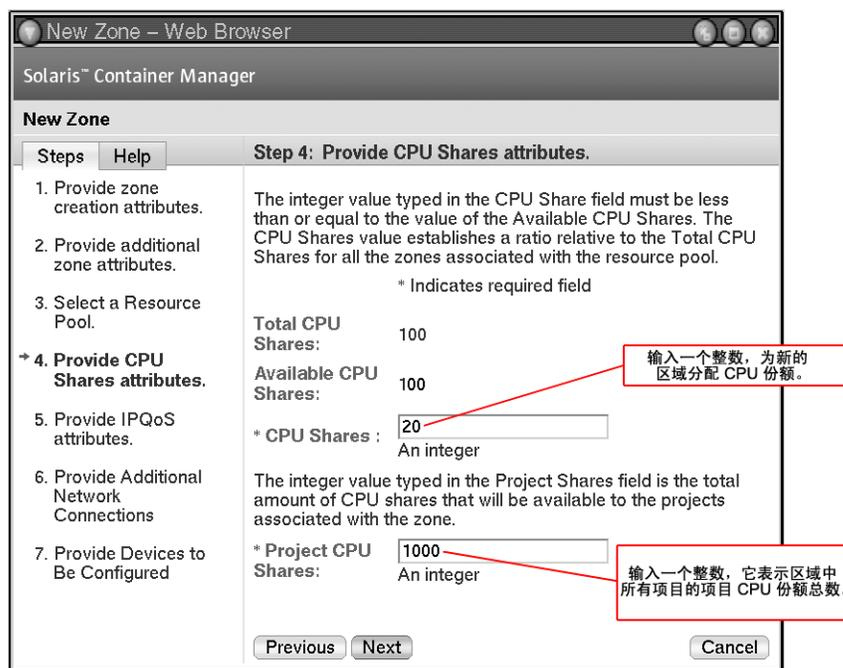 New Zone – Web Browser
Solaris™ Container Manager
New Zone
Steps
Help
1. Provide zone
creation attributes.
2. Provide additional
zone attributes.
3. Select a Resource
Pool.
4. Provide CPU
Shares attributes.
5. Provide IPQoS
attributes.
6. Provide Additional
Network
Connections
7. Provide Devices to
Be Configured
Step 4: Provide CPU Shares attributes.
The integer value typed in the CPU Share field must be less
than or equal to the value of the Available CPU Shares. The
CPU Shares value establishes a ratio relative to the Total CPU
Shares for all the zones associated with the resource pool.
* Indicates required field
Total CPU
Shares:
100
Available CPU
Shares:
100
输入一个整数，为新的
区域分配 CPU 份额。
* CPU Shares :
20
An integer
The integer value typed in the Project Shares field is the total
amount of CPU shares that will be available to the projects
associated with the zone.
* Project CPU
Shares:
1000
An integer
输入一个整数，它表示区域中
所有项目的项目 CPU 份额总数。
Previous
Next
Cancel